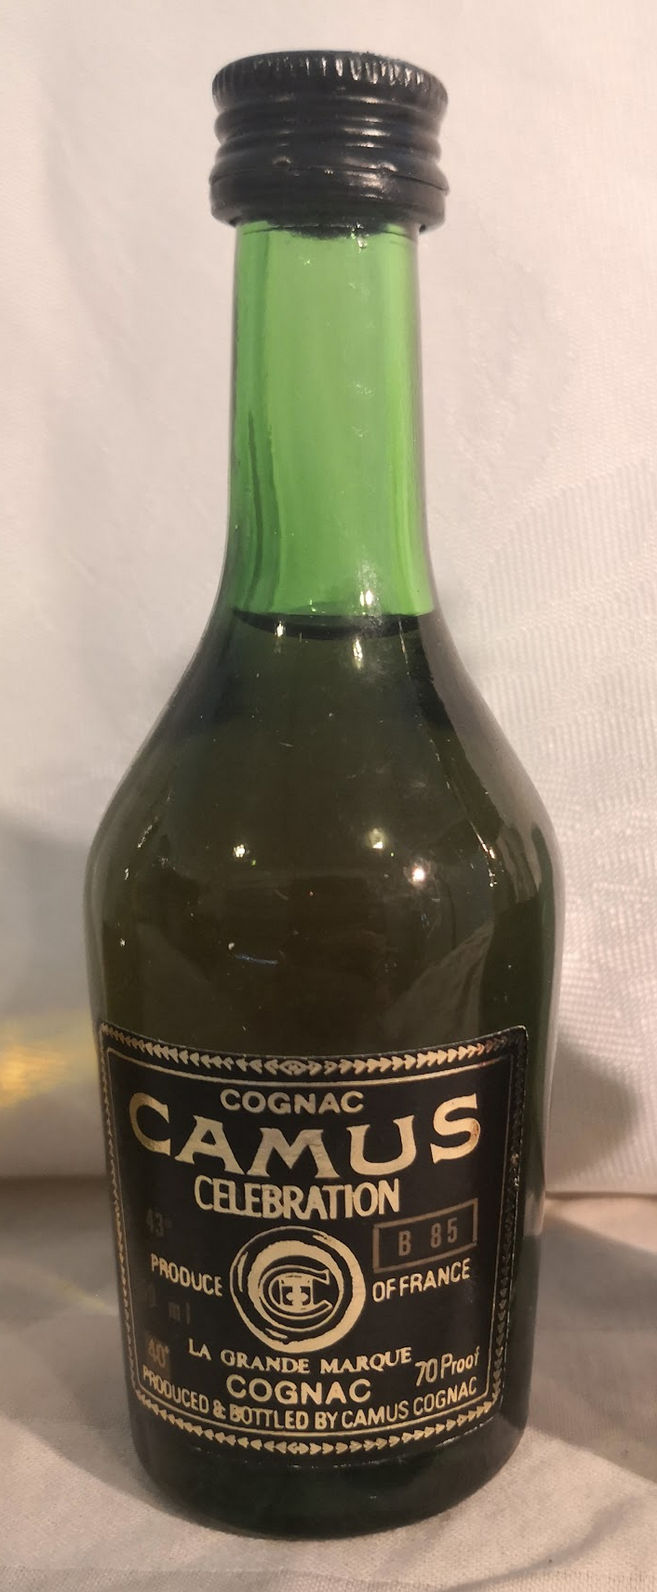 COGNAC
CAMUS
CELEBRATION
43°
B 85
PRODUCE OF FRANCE
ml
40°
LA GRANDE MARQUE
70 Proof
COGNAC
PRODUCED & BOTTLED BY CAMUS COGNAC